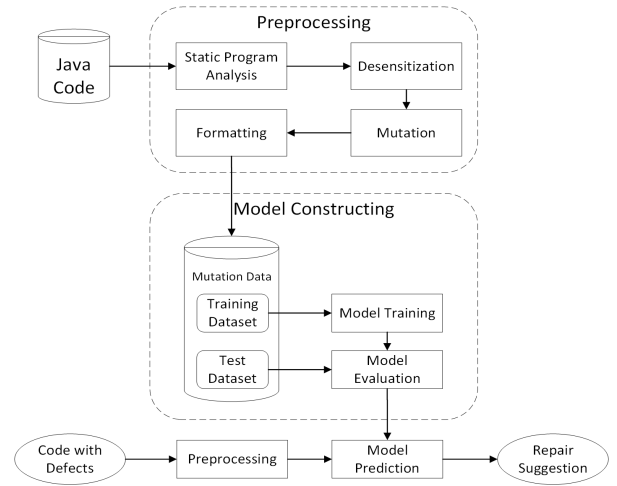 Preprocessing
Java
Code
Static Program
Analysis
Desensitization
Formatting
Mutation
Model Constructing
Mutation Data
Training
Dataset
Model Training
Test
Dataset
Model
Evaluation
Code with
Defects
Preprocessing
Model
Prediction
Repair
Suggestion